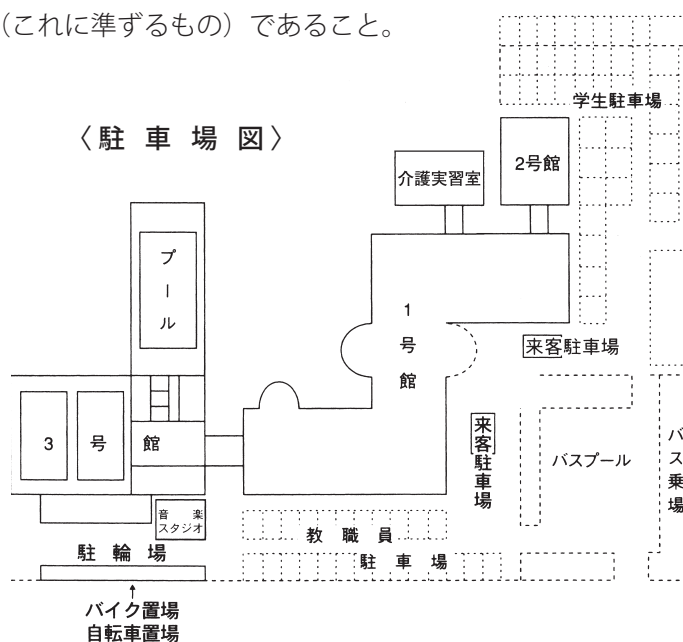 （これに準ずるもの）であること。
学生駐車場
〈駐車場図〉
2号館
介護実習室
プール
1号館
来客駐車場
3号館
来客駐車場
バスプール
バス乗場
音楽
スタジオ
教職員
駐車場
駐輪場
↑
バイク置場
自転車置場